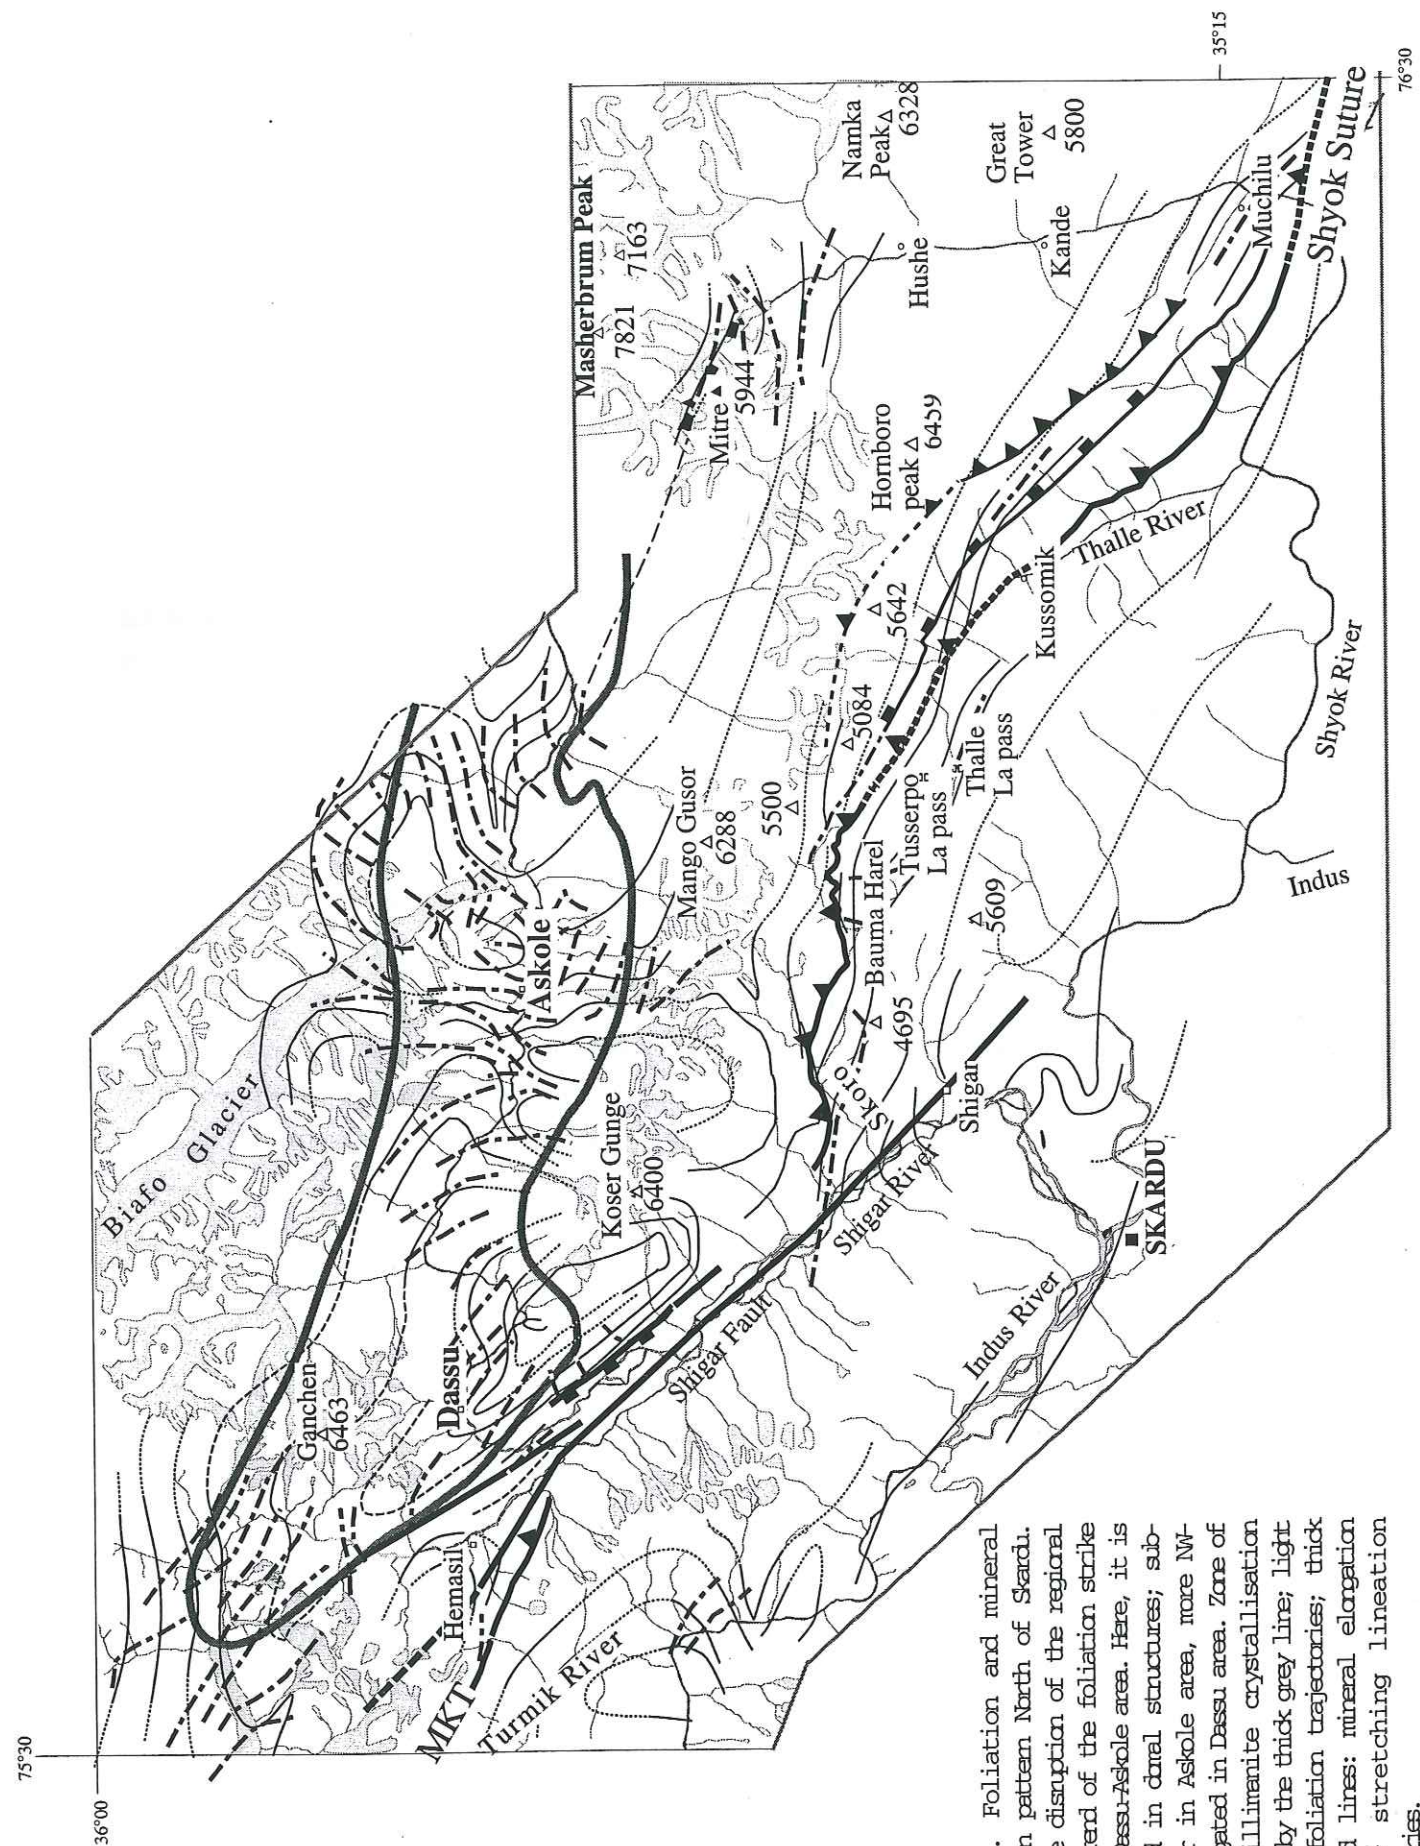 75°30
36°00
35°15
76°30
Biafo Glacier
Ganchen
6463
Dassu
Hemasil
MKT
Turmik River
Askole
Koser Gunge
6400
Mango Gusor
6288
5500
Masherbrum Peak
7821
7163
Mitre
5944
Namka
Peak
6328
Great
Tower
5800
Hushe
Kande
Hornboro
peak
6459
5642
5084
Muchilu
Shyok Suture
Thalle River
Kussomik
Thalle
La pass
Tusserpo
La pass
Bauma Harel
4695
5609
Skoro
Shigar
Shigar River
Shigar Fault
Indus River
SKARDU
Indus
Shyok River
. Foliation and mineral
n pattern North of Skardu.
e disruption of the regional
end of the foliation strike
assu-Askole area. Here, it is
d in domal structures; sub-
c in Askole area, more NW-
gated in Dassu area. Zone of
illimanite crystallisation
by the thick grey line; light
foliation trajectories; thick
d lines: mineral elongation
stretching lineation
ries.